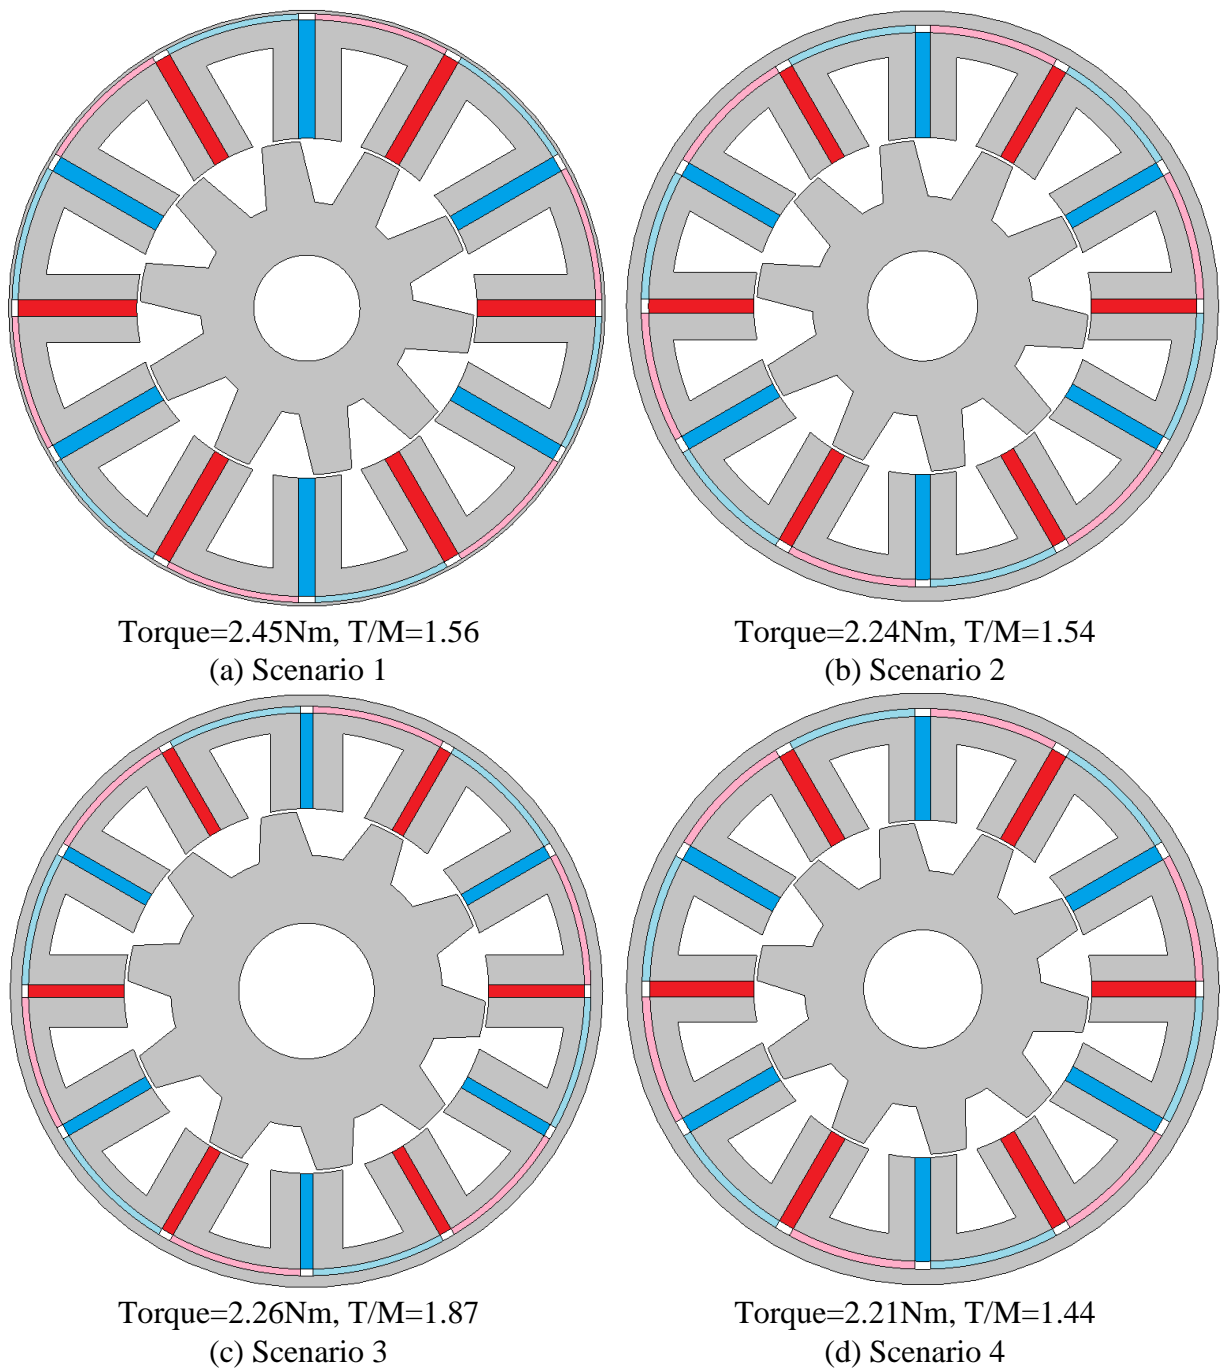 Torque=2.45Nm, T/M=1.56
(a) Scenario 1
Torque=2.24Nm, T/M=1.54
(b) Scenario 2
Torque=2.26Nm, T/M=1.87
(c) Scenario 3
Torque=2.21Nm, T/M=1.44
(d) Scenario 4